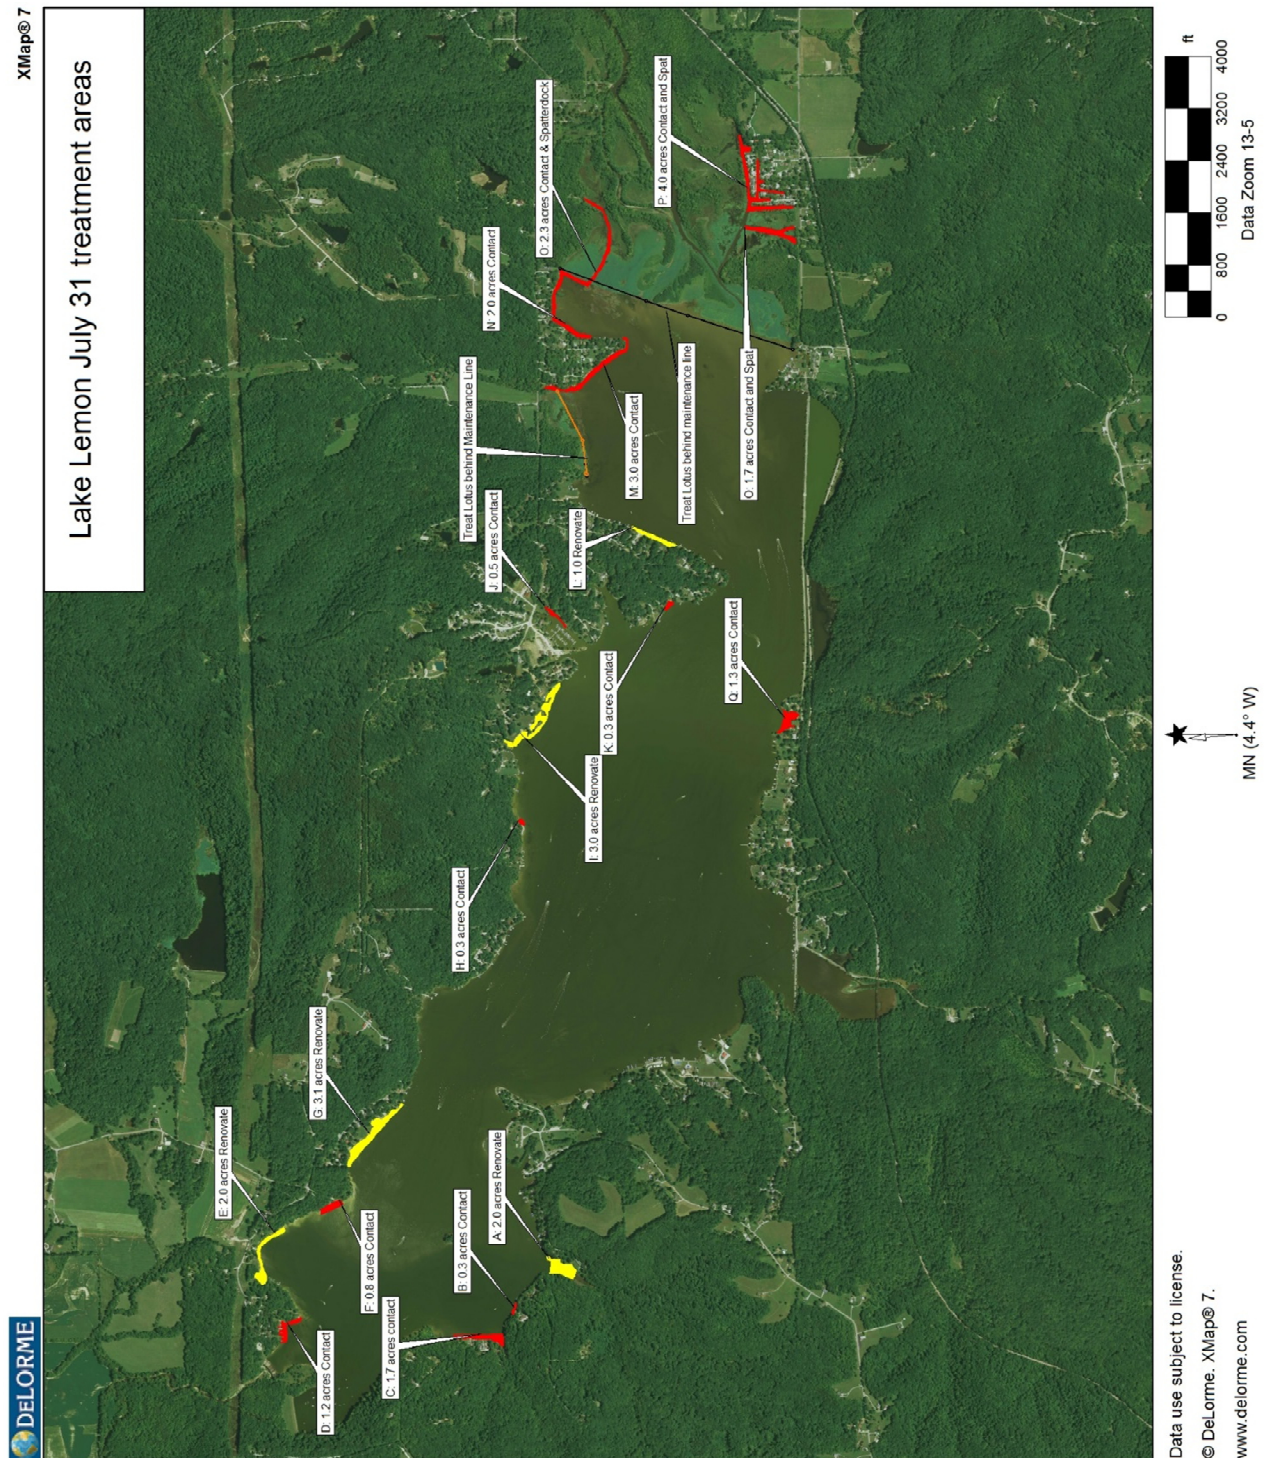 DELORME
XMap® 7
Lake Lemon July 31 treatment areas
E: 2.0 acres Renovate
G: 3.1 acres Renovate
D: 1.2 acres Contact
F: 0.8 acres Contact
C: 1.7 acres contact
B: 0.3 acres Contact
A: 2.0 acres Renovate
H: 0.3 acres Contact
I: 3.0 acres Renovate
J: 0.5 acres Contact
K: 0.3 acres Contact
L: 1.0 Renovate
Treat Lotus behind Maintenance Line
M: 3.0 acres Contact
N: 2.0 acres Contact
O: 2.3 acres Contact & Spatterdock
P: 4.0 acres Contact and Spat
Treat Lotus behind maintenance line
O: 1.7 acres Contact and Spat
Q: 1.3 acres Contact
Data use subject to license.
© DeLorme. XMap® 7.
www.delorme.com
MN (4.4° W)
ft
0 800 1600 2400 3200 4000
Data Zoom 13-5